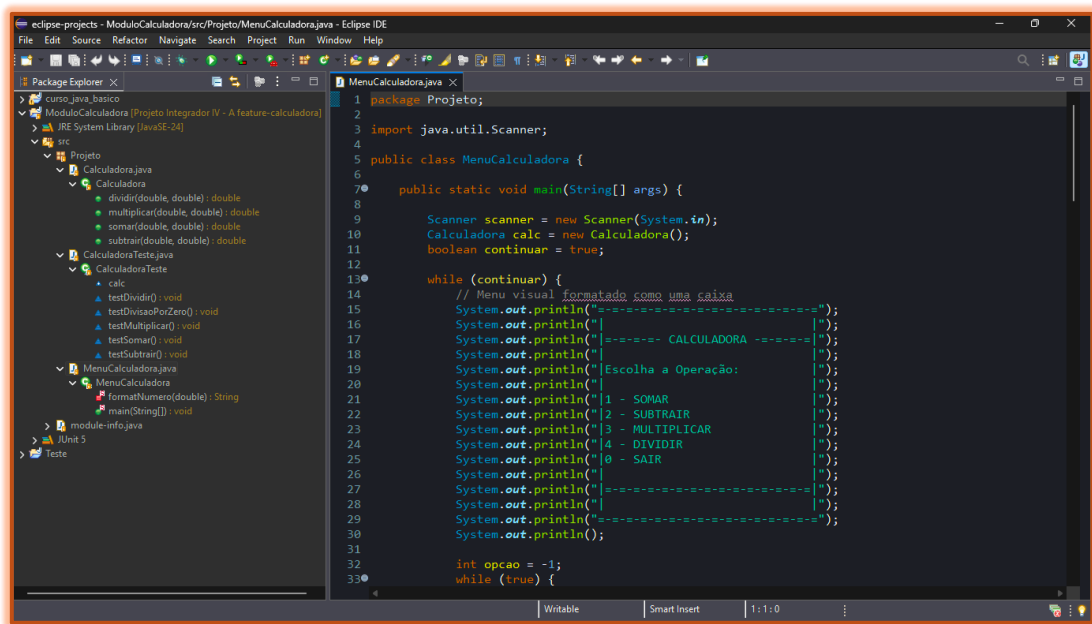 eclipse-projects - ModuloCalculadora/src/Projeto/MenuCalculadora.java - Eclipse IDE
File Edit Source Refactor Navigate Search Project Run Window Help
Package Explorer
curso_java_basico
ModuloCalculadora [Projeto Integrador IV - A feature-calculadora]
JRE System Library [JavaSE-24]
src
Projeto
Calculadora.java
Calculadora
dividir(double, double) : double
multiplicar(double, double) : double
somar(double, double) : double
subtrair(double, double) : double
CalculadoraTeste.java
CalculadoraTeste
calc
testDividir() : void
testDivisaoPorZero() : void
testMultiplicar() : void
testSomar() : void
testSubtrair() : void
MenuCalculadora.java
MenuCalculadora
formatNumero(double) : String
main(String[]) : void
module-info.java
JUnit 5
Teste
MenuCalculadora.java
1 package Projeto;
2
3 import java.util.Scanner;
4
5 public class MenuCalculadora {
6
7 public static void main(String[] args) {
8
9 Scanner scanner = new Scanner(System.in);
10 Calculadora calc = new Calculadora();
11 boolean continuar = true;
12
13 while (continuar) {
14 // Menu visual formatado como uma caixa
15 System.out.println("=-=-=-=-=-=-=-=-=-=-=-=-=-=-=");
16 System.out.println("|                           |");
17 System.out.println("|=-=-=-=- CALCULADORA -=-=-=-=|");
18 System.out.println("|                           |");
19 System.out.println("|Escolha a Operação:        |");
20 System.out.println("|                           |");
21 System.out.println("|1 - SOMAR                  |");
22 System.out.println("|2 - SUBTRAIR               |");
23 System.out.println("|3 - MULTIPLICAR            |");
24 System.out.println("|4 - DIVIDIR                |");
25 System.out.println("|0 - SAIR                   |");
26 System.out.println("|                           |");
27 System.out.println("|=-=-=-=-=-=-=-=-=-=-=-=-=-=|");
28 System.out.println("|                           |");
29 System.out.println("=-=-=-=-=-=-=-=-=-=-=-=-=-=-=");
30 System.out.println();
31
32 int opcao = -1;
33 while (true) {
Writable Smart Insert 1 : 1 : 0